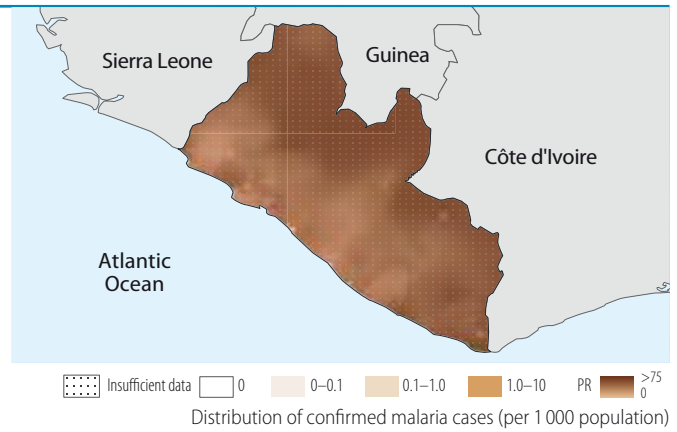 Sierra Leone
Guinea
Côte d'Ivoire
Atlantic
Ocean
Insufficient data
0
0–0.1
0.1–1.0
1.0–10
PR
>75
0
Distribution of confirmed malaria cases (per 1 000 population)